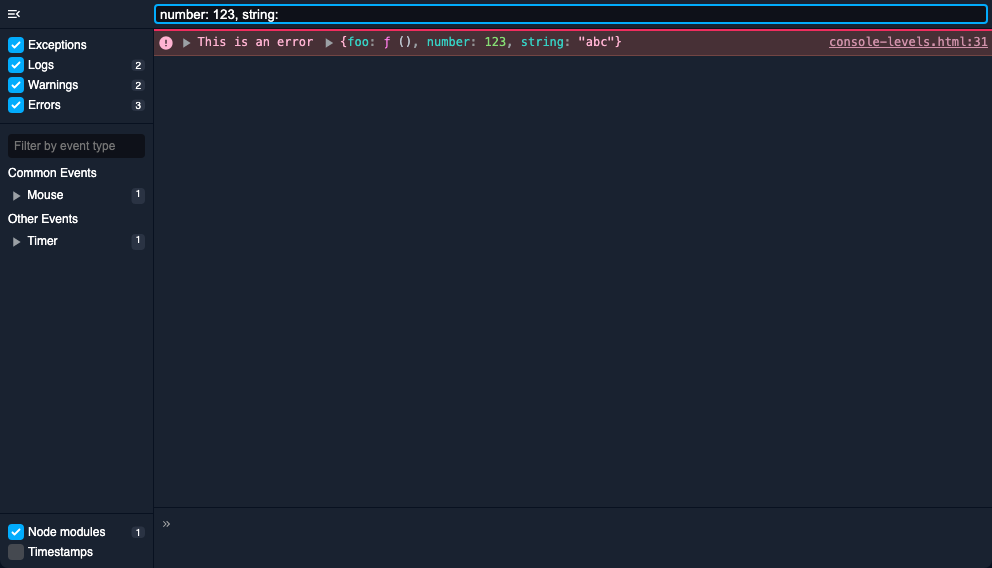 number: 123, string:
Exceptions
Logs 2
Warnings 2
Errors 3
Filter by event type
Common Events
Mouse 1
Other Events
Timer 1
Node modules 1
Timestamps
This is an error {foo: ƒ (), number: 123, string: "abc"} console-levels.html:31
»